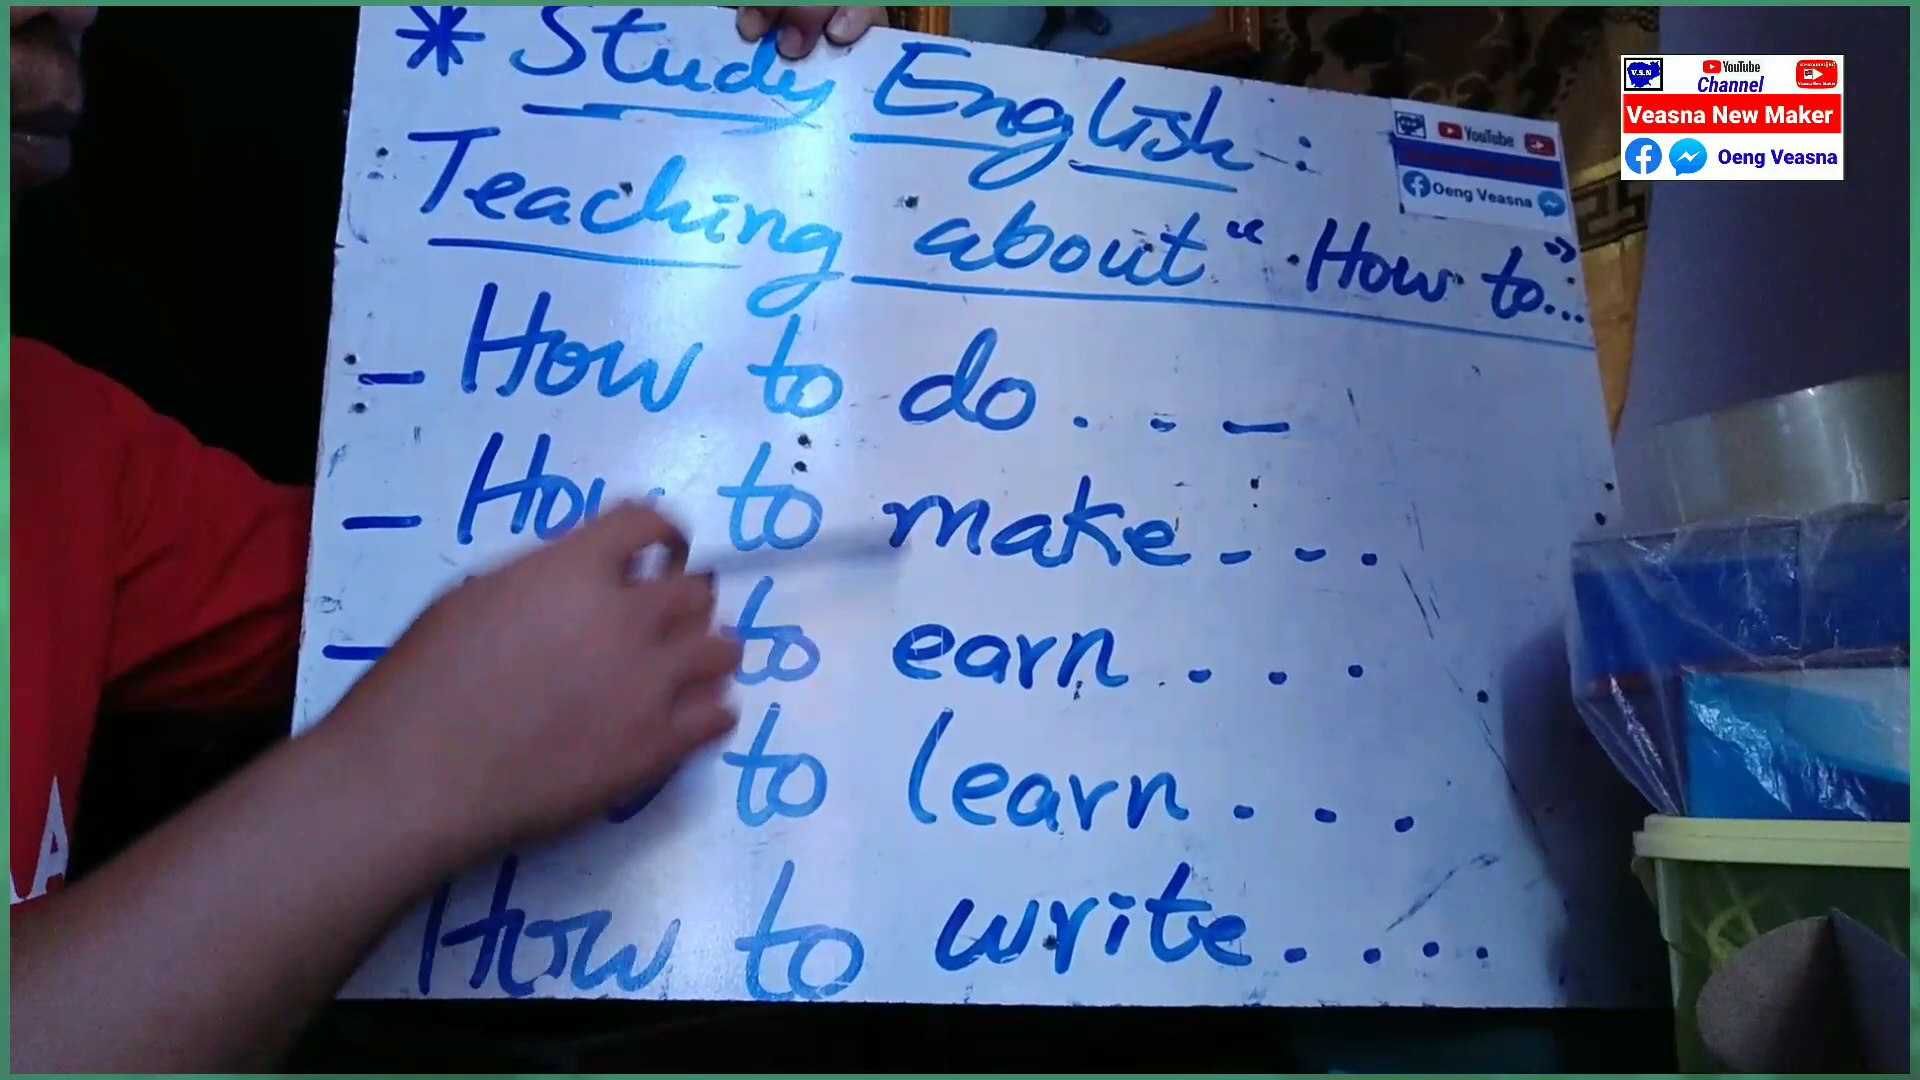 * Study English:
Teaching about "How to..."
- How to do . . -
- How to make . . .
- to earn . . .
to learn . . .
How to write . . . .
YouTube
Oeng Veasna
V.S.N YouTube
Channel
Veasna New Maker
Oeng Veasna
A